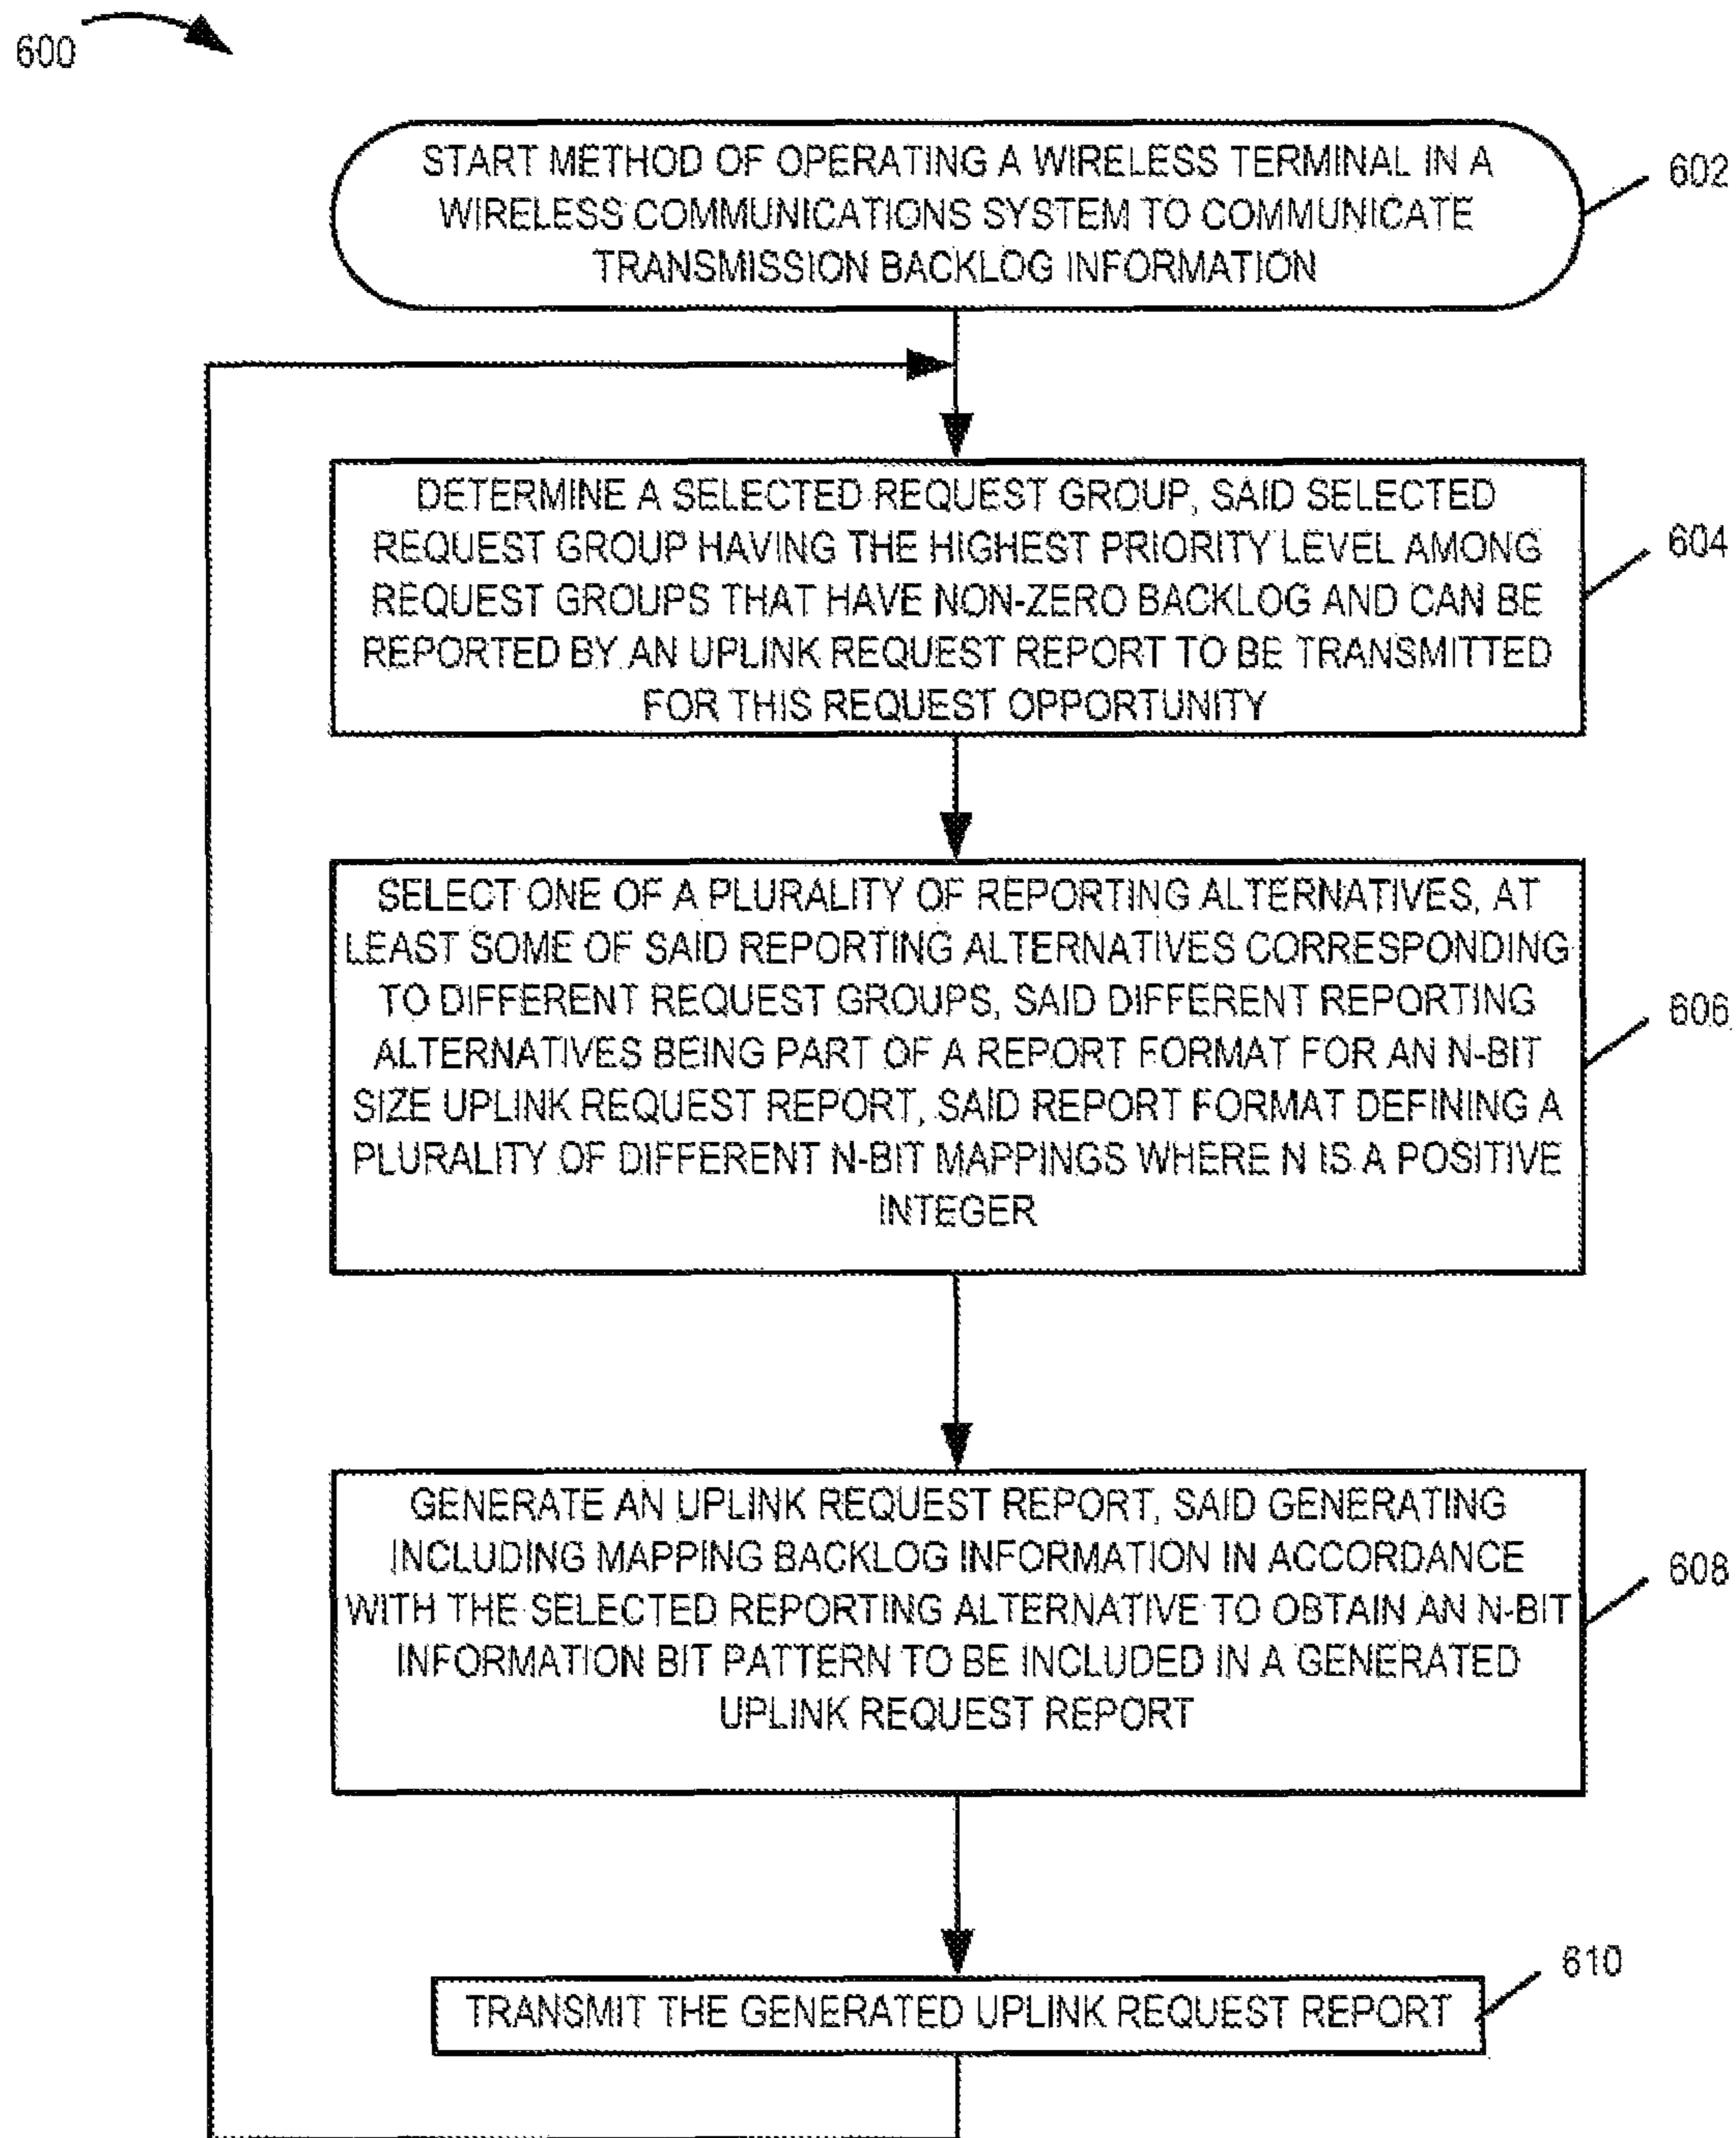 600
START METHOD OF OPERATING A WIRELESS TERMINAL IN A
WIRELESS COMMUNICATIONS SYSTEM TO COMMUNICATE
TRANSMISSION BACKLOG INFORMATION
602
DETERMINE A SELECTED REQUEST GROUP, SAID SELECTED
REQUEST GROUP HAVING THE HIGHEST PRIORITY LEVEL AMONG
REQUEST GROUPS THAT HAVE NON-ZERO BACKLOG AND CAN BE
REPORTED BY AN UPLINK REQUEST REPORT TO BE TRANSMITTED
FOR THIS REQUEST OPPORTUNITY
604
SELECT ONE OF A PLURALITY OF REPORTING ALTERNATIVES, AT
LEAST SOME OF SAID REPORTING ALTERNATIVES CORRESPONDING
TO DIFFERENT REQUEST GROUPS, SAID DIFFERENT REPORTING
ALTERNATIVES BEING PART OF A REPORT FORMAT FOR AN N-BIT
SIZE UPLINK REQUEST REPORT, SAID REPORT FORMAT DEFINING A
PLURALITY OF DIFFERENT N-BIT MAPPINGS WHERE N IS A POSITIVE
INTEGER
606
GENERATE AN UPLINK REQUEST REPORT, SAID GENERATING
INCLUDING MAPPING BACKLOG INFORMATION IN ACCORDANCE
WITH THE SELECTED REPORTING ALTERNATIVE TO OBTAIN AN N-BIT
INFORMATION BIT PATTERN TO BE INCLUDED IN A GENERATED
UPLINK REQUEST REPORT
608
TRANSMIT THE GENERATED UPLINK REQUEST REPORT
610